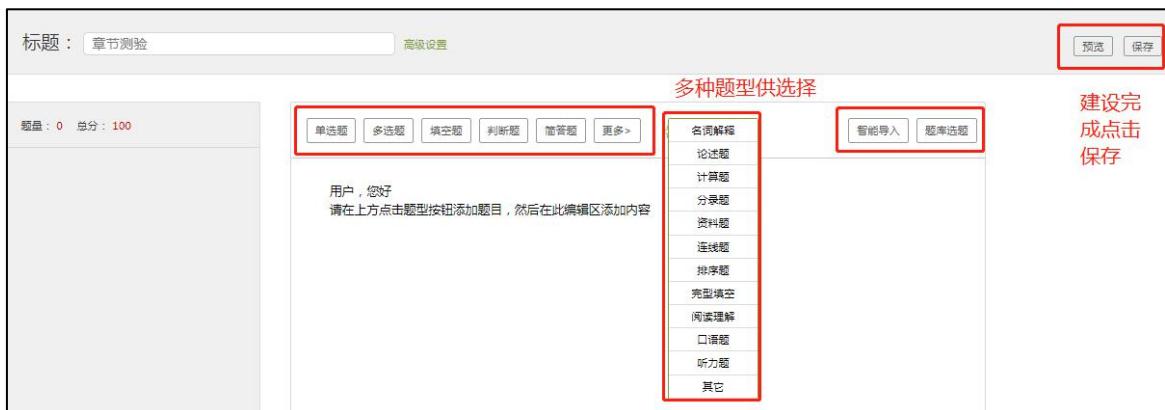 标题： 章节测验 高级设置 预览 保存
多种题型供选择
建设完
成点击
保存
题量：0 总分：100
单选题 多选题 填空题 判断题 简答题 更多> 智能导入 题库选题
名词解释
论述题
计算题
分录题
资料题
连线题
排序题
完型填空
阅读理解
口语题
听力题
其它
用户，您好
请在上方点击题型按钮添加题目，然后在此编辑区添加内容